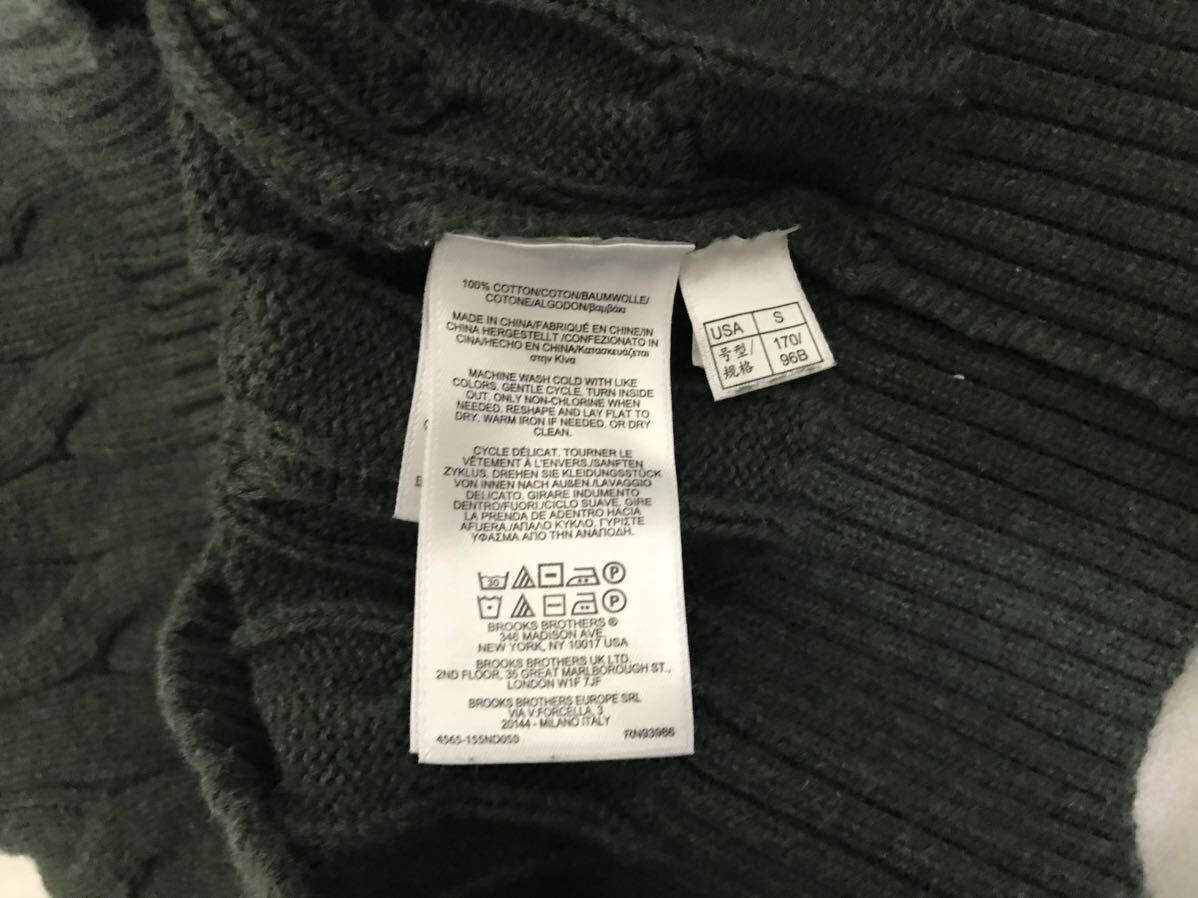 100% COTTON/COTON/BAUMWOLLE/
COTONE/ALGODON/βαμβάκι
MADE IN CHINA/FABRIQUÉ EN CHINE/IN
CHINA HERGESTELLT /CONFEZIONATO IN
CINA/HECHO EN CHINA/Κατασκευάζεται
στην Κίνα
MACHINE WASH COLD WITH LIKE
COLORS. GENTLE CYCLE. TURN INSIDE
OUT. ONLY NON-CHLORINE WHEN
NEEDED. RESHAPE AND LAY FLAT TO
DRY. WARM IRON IF NEEDED. OR DRY
CLEAN.
CYCLE DÉLICAT. TOURNER LE
VÊTEMENT À L'ENVERS./SANFTEN
ZYKLUS. DREHEN SIE KLEIDUNGSSTÜCK
VON INNEN NACH AUßEN./LAVAGGIO
DELICATO. GIRARE INDUMENTO
DENTRO/FUORI./CICLO SUAVE. GIRE
LA PRENDA DE ADENTRO HACIA
AFUERA./ΑΠΑΛΟ ΚΥΚΛΟ. ΓΥΡΙΣΤΕ
ΥΦΑΣΜΑ ΑΠΟ ΤΗΝ ΑΝΑΠΟΔΗ.
30 P
P
BROOKS BROTHERS ®
346 MADISON AVE.
NEW YORK, NY 10017 USA
BROOKS BROTHERS UK LTD.
2ND FLOOR, 35 GREAT MARLBOROUGH ST.,
LONDON W1F 7JF
BROOKS BROTHERS EUROPE SRL
VIA V.FORCELLA, 3
20144 - MILANO ITALY
4565-155ND050 RN93986
USA S
号型/ 170/
规格 96B